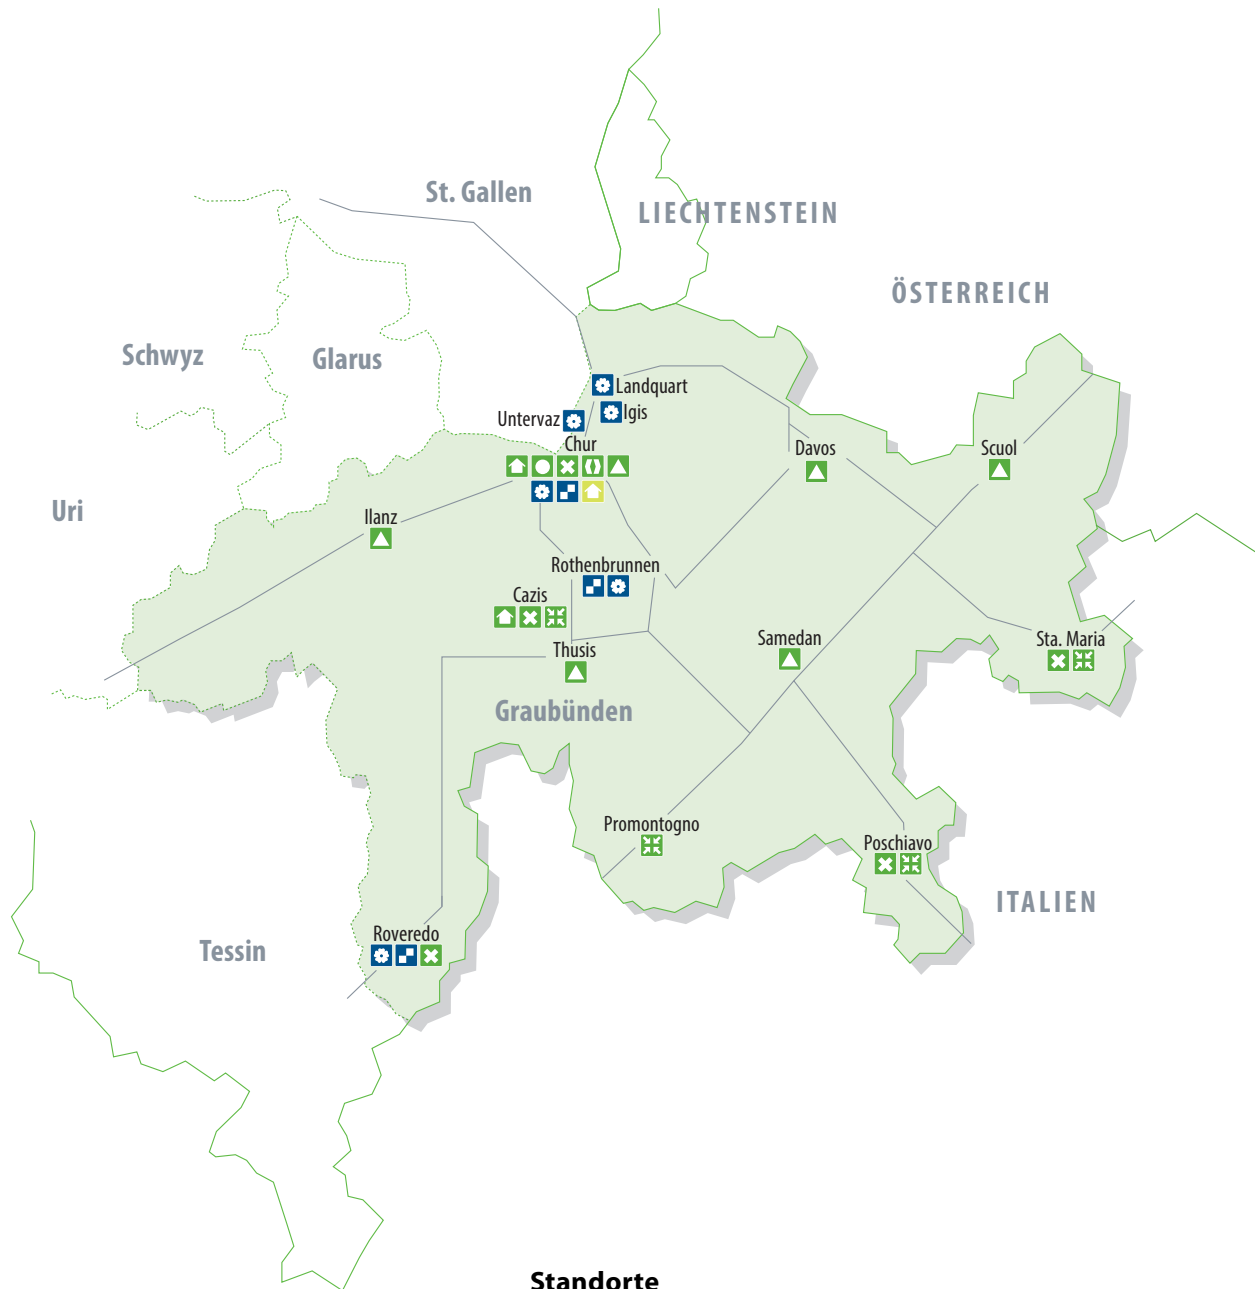 St. Gallen
LIECHTENSTEIN
ÖSTERREICH
Schwyz
Glarus
Landquart
Igis
Untervaz
Chur
Davos
Scuol
Uri
Ilanz
Rothenbrunnen
Cazis
Thusis
Samedan
Sta. Maria
Graubünden
Promontogno
Poschiavo
ITALIEN
Roveredo
Tessin
Standorte